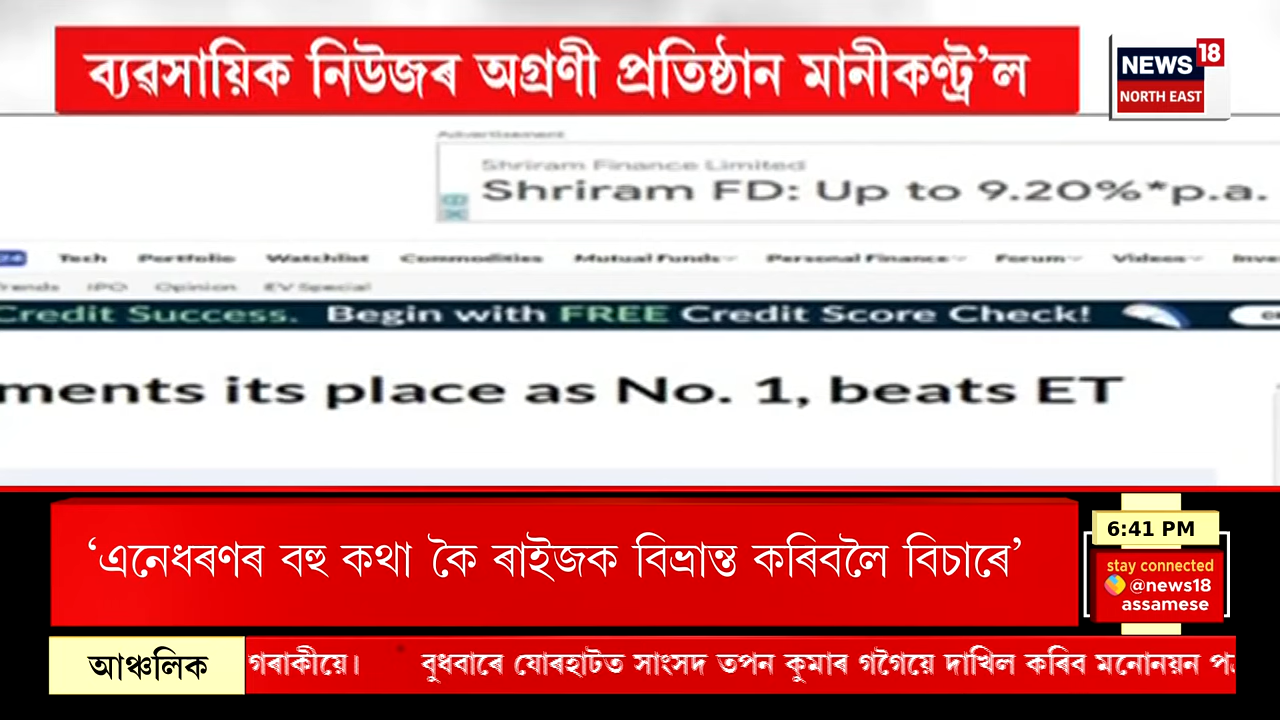 ব্যৱসায়িক নিউজৰ অগ্ৰণী প্ৰতিষ্ঠান মানীকণ্ট্ৰ’ল
NEWS 18
NORTH EAST
Advertisement
Shriram Finance Limited
Shriram FD: Up to 9.20%*p.a.
Tech Portfolio Watchlist Commodities Mutual Funds Personal Finance Forum Videos
IPO Opinion EV Special
Credit Success. Begin with FREE Credit Score Check!
ments its place as No. 1, beats ET
‘এনেধৰণৰ বহু কথা কৈ ৰাইজক বিভ্ৰান্ত কৰিবলৈ বিচাৰে’
6:41 PM
stay connected
@news18
assamese
আঞ্চলিক
গৰাকীয়ে। বুধবাৰে যোৰহাটত সাংসদ তপন কুমাৰ গগৈয়ে দাখিল কৰিব মনোনয়ন